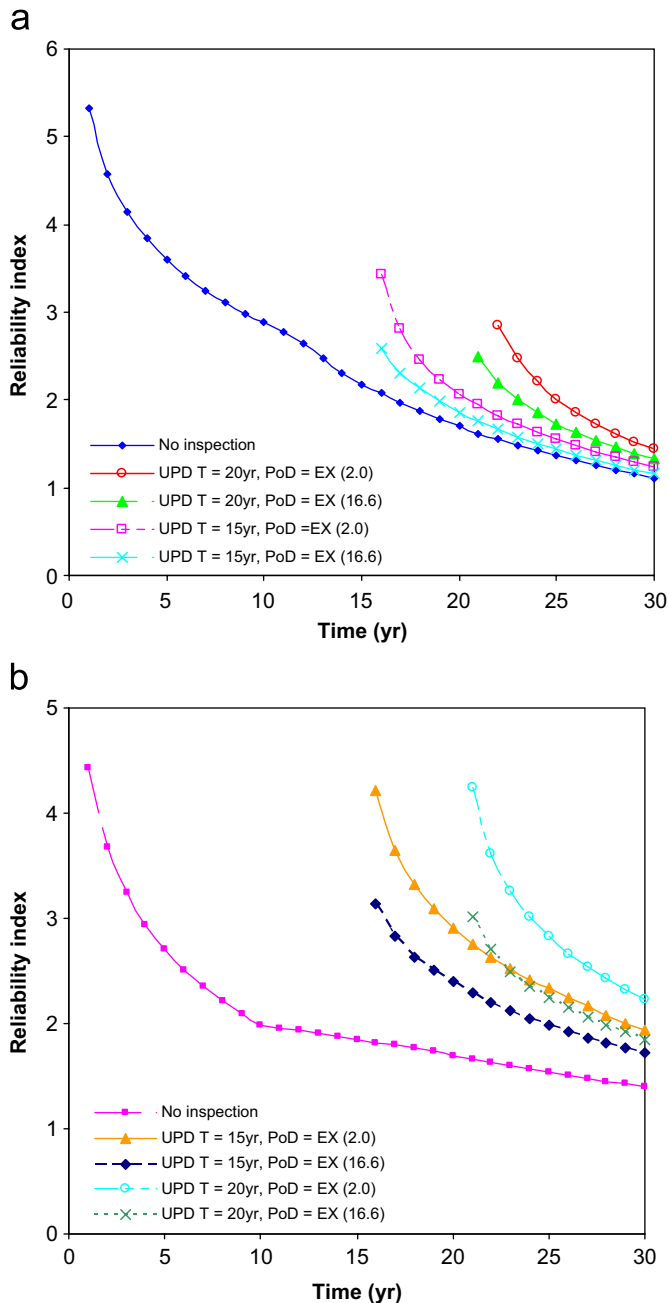 a
6
5
4
3
2
1
0
Reliability index
No inspection
UPD T = 20yr, PoD = EX (2.0)
UPD T = 20yr, PoD = EX (16.6)
UPD T = 15yr, PoD =EX (2.0)
UPD T = 15yr, PoD = EX (16.6)
0 5 10 15 20 25 30
Time (yr)
b
5
4
3
2
1
0
Reliability index
No inspection
UPD T = 15yr, PoD = EX (2.0)
UPD T = 15yr, PoD = EX (16.6)
UPD T = 20yr, PoD = EX (2.0)
UPD T = 20yr, PoD = EX (16.6)
0 5 10 15 20 25 30
Time (yr)